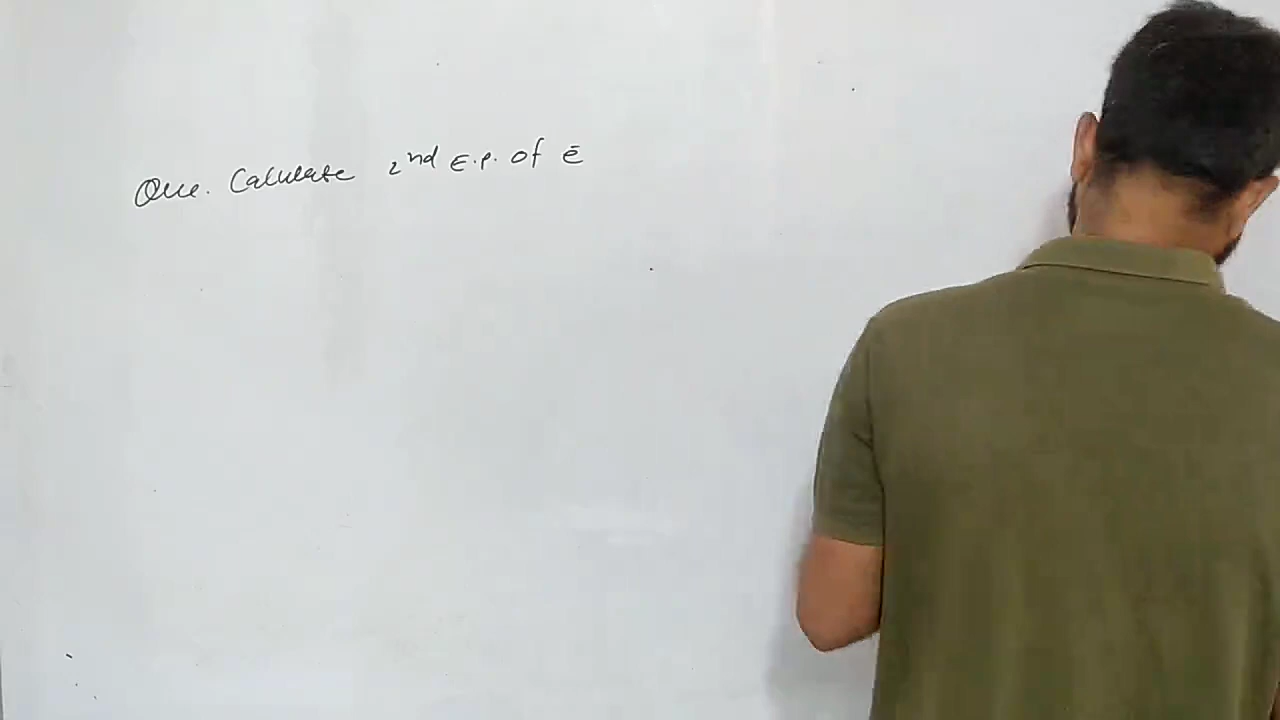 Que. Calculate 2nd E.p. of ē